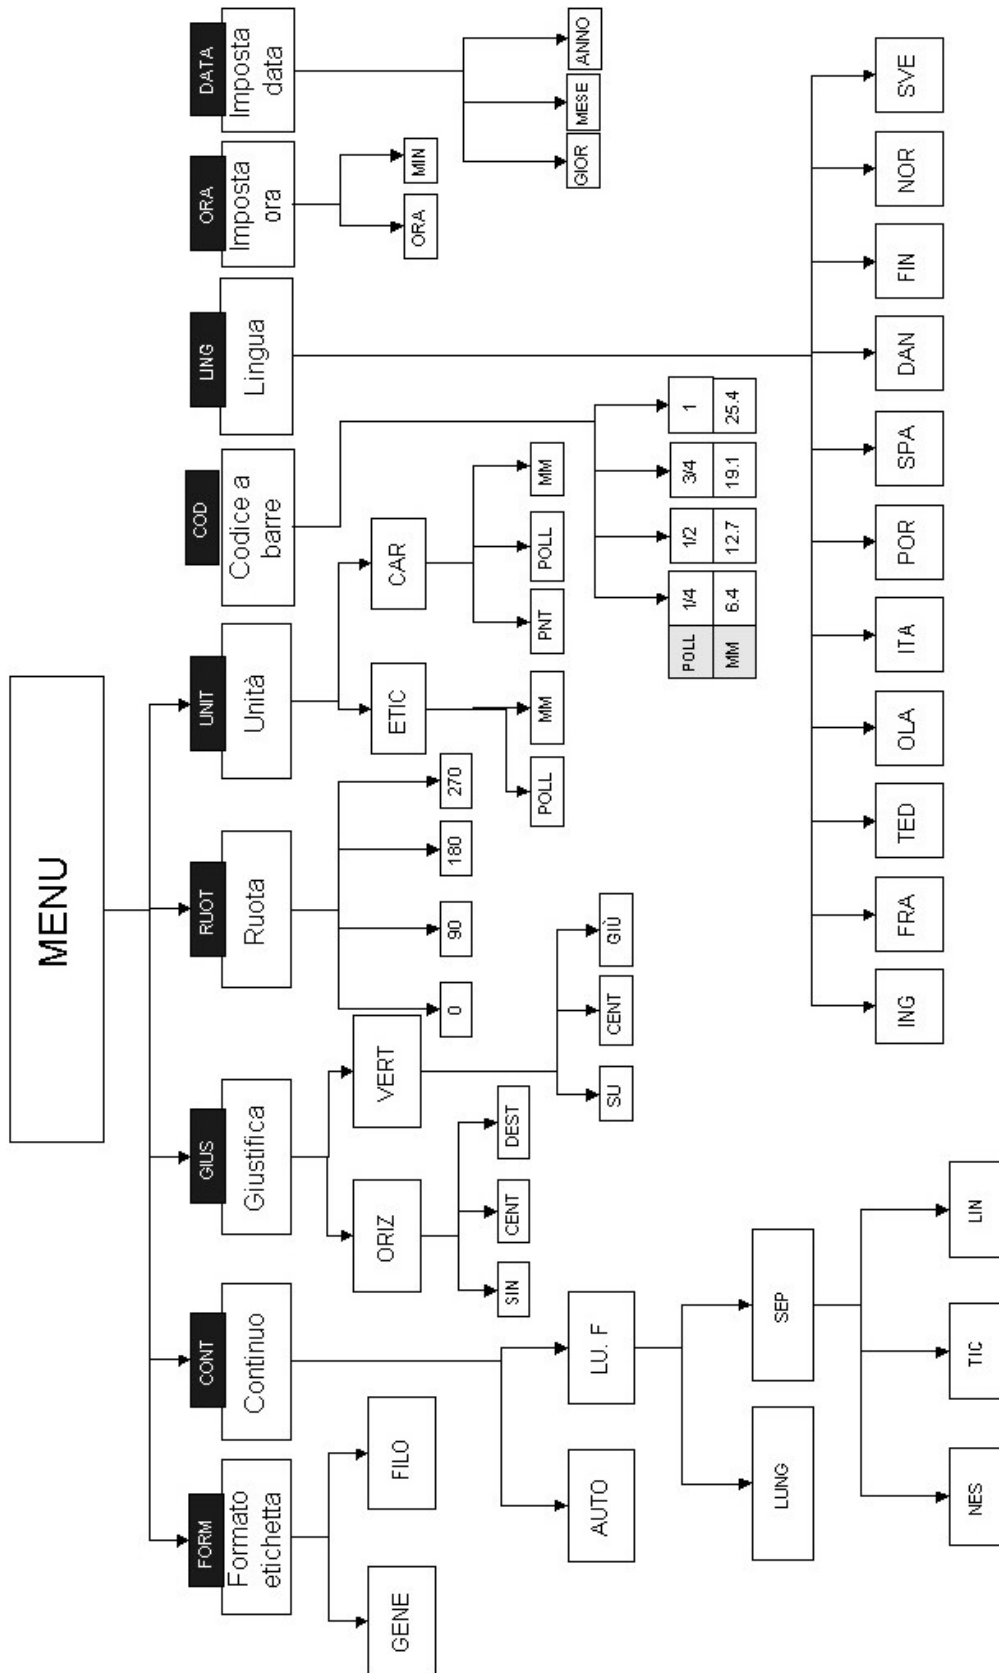 MENU
FORM
Formato
etichetta
GENE
FILO
CONT
Continuo
AUTO
LU. F
LUNG
SEP
NES
TIC
LIN
GIUS
Giustifica
ORIZ
SIN
CENT
DEST
VERT
SU
CENT
GIÙ
RUOT
Ruota
0
90
180
270
UNIT
Unità
ETIC
POLL
MM
CAR
PNT
POLL
MM
COD
Codice a
barre
POLL 1/4 1/2 3/4 1
MM 6.4 12.7 19.1 25.4
LING
Lingua
ING
FRA
TED
OLA
ITA
POR
SPA
DAN
FIN
NOR
SVE
ORA
Imposta
ora
ORA
MIN
DATA
Imposta
data
GIOR
MESE
ANNO